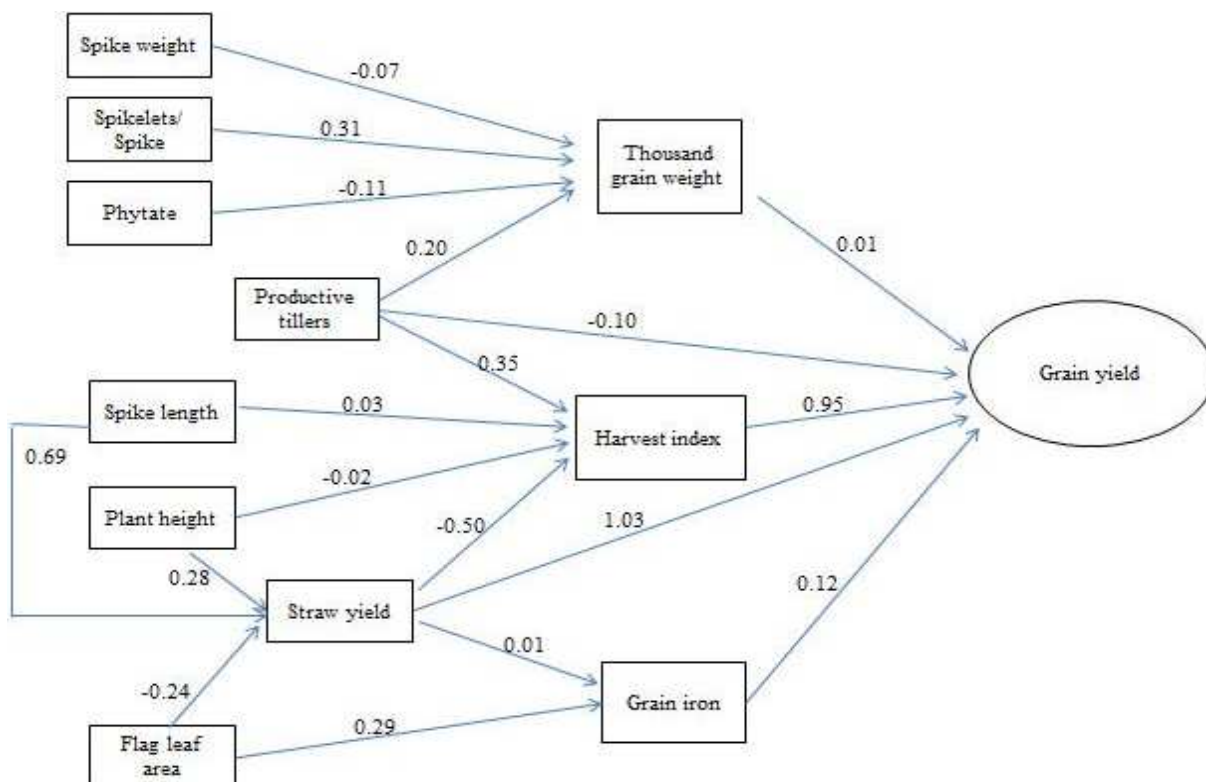 Spike weight
-0.07
Spikelets/
Spike
0.31
Thousand
grain weight
Phytate
-0.11
0.20
0.01
Productive
tillers
-0.10
0.35
Grain yield
Spike length
0.03
Harvest index
0.95
0.69
-0.02
Plant height
-0.50
1.03
0.28
Straw yield
0.12
0.01
-0.24
Grain iron
0.29
Flag leaf
area